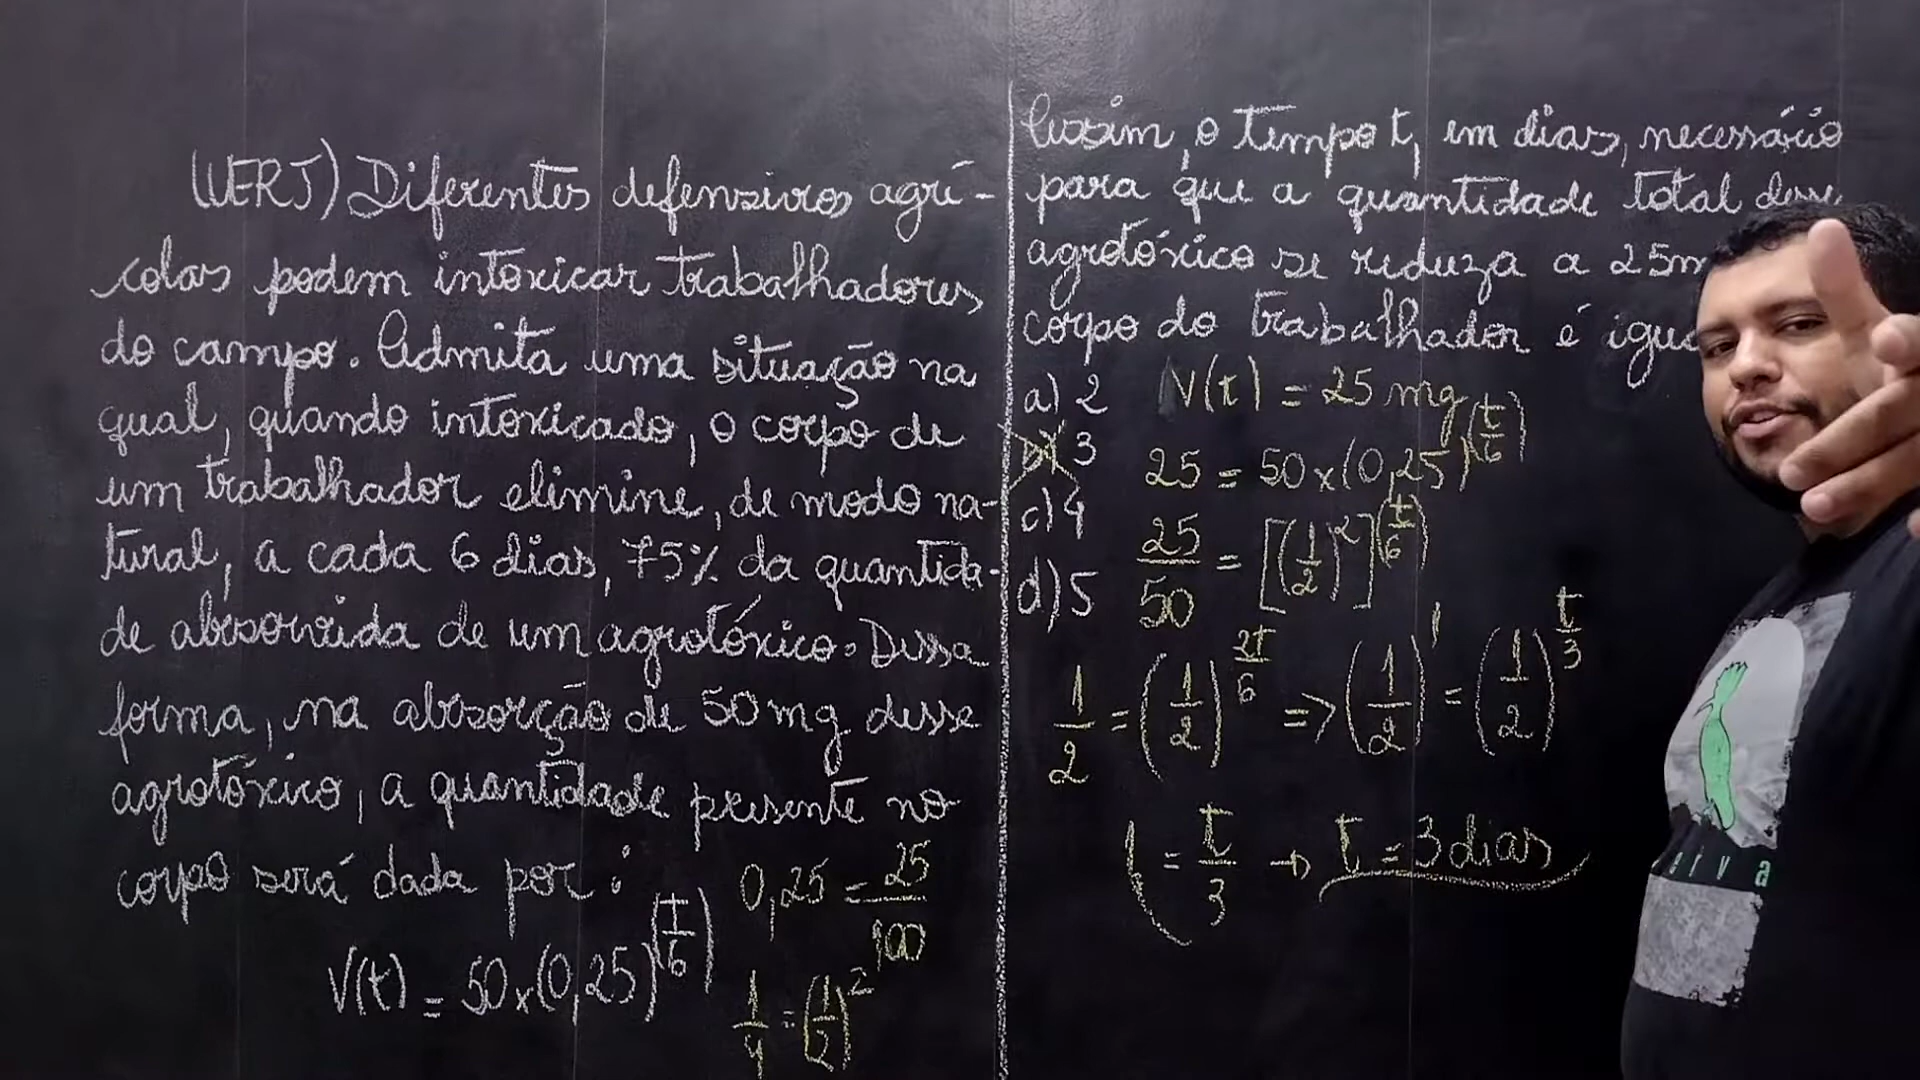 (UERJ) Diferentes defensivos agrí-
colas podem intoxicar trabalhadores
do campo. Admita uma situação na
qual, quando intoxicado, o corpo de
um trabalhador elimine, de modo na-
tural, a cada 6 dias, 75% da quantida-
de absorvida de um agrotóxico. Dessa
forma, na absorção de 50mg desse
agrotóxico, a quantidade presente no
corpo será dada por:
V(t) = 50×(0,25)^(t/6)
0,25 = 25/100
1/4 = (1/2)^2
Assim, o tempo t, em dias, necessário
para que a quantidade total desse
agrotóxico se reduza a 25m
corpo do trabalhador é igua
a) 2
b) 3
c) 4
d) 5
V(t) = 25 mg
25 = 50×(0,25)^(t/6)
25/50 = [(1/2)^2]^(t/6)
1/2 = (1/2)^(2t/6) => (1/2)^1 = (1/2)^(t/3)
1 = t/3 → t = 3 dias
erva